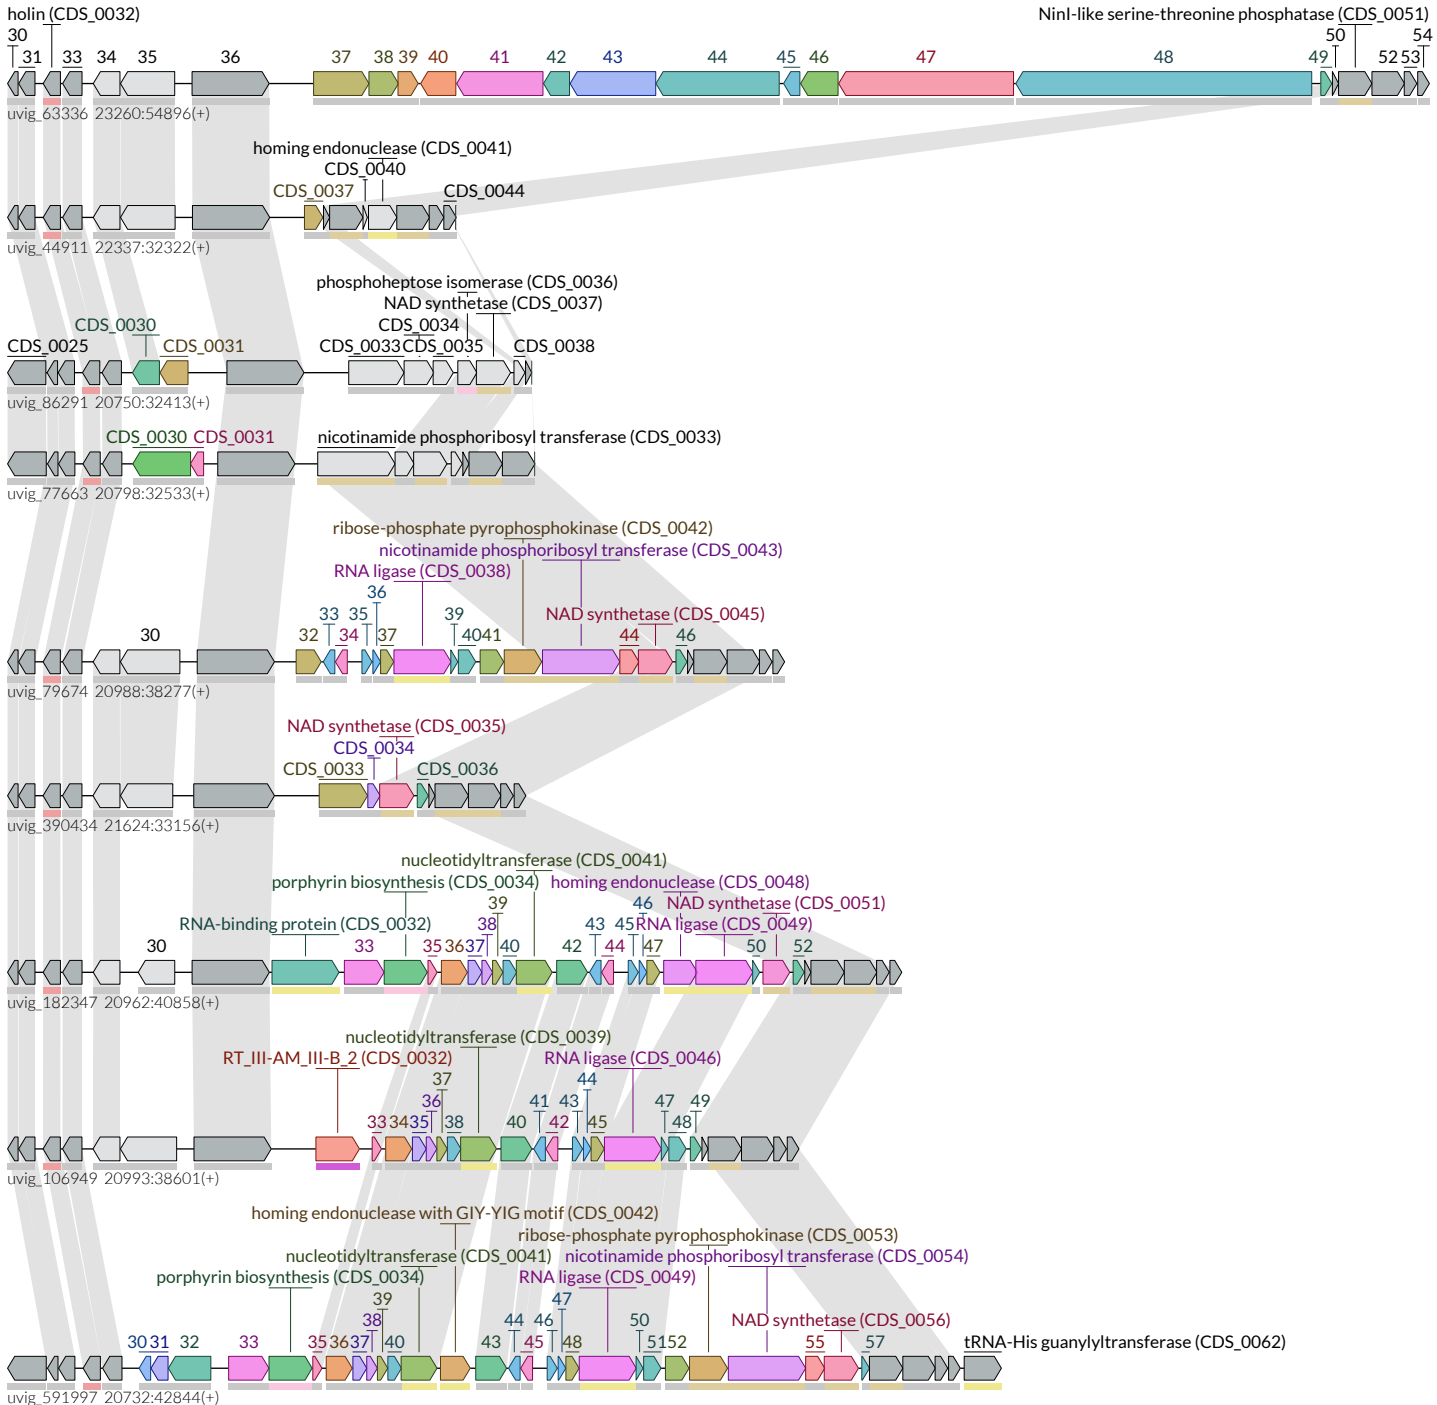 holin (CDS_0032) NinI-like serine-threonine phosphatase (CDS_0051)
30 50 54
31 33 34 35 36 37 38 39 40 41 42 43 44 45 46 47 48 49 52 53
uvig_63336 23260:54896(+)
homing endonuclease (CDS_0041)
CDS_0040
CDS_0037 CDS_0044
uvig_44911 22337:32322(+)
phosphoheptose isomerase (CDS_0036)
NAD synthetase (CDS_0037)
CDS_0030 CDS_0034
CDS_0025 CDS_0031 CDS_0033 CDS_0035 CDS_0038
uvig_86291 20750:32413(+)
CDS_0030 CDS_0031 nicotinamide phosphoribosyl transferase (CDS_0033)
uvig_77663 20798:32533(+)
ribose-phosphate pyrophosphokinase (CDS_0042)
nicotinamide phosphoribosyl transferase (CDS_0043)
RNA ligase (CDS_0038)
36
33 35 39 NAD synthetase (CDS_0045)
30 32 34 37 40 41 44 46
uvig_79674 20988:38277(+)
NAD synthetase (CDS_0035)
CDS_0034
CDS_0033 CDS_0036
uvig_390434 21624:33156(+)
nucleotidyltransferase (CDS_0041)
porphyrin biosynthesis (CDS_0034) homing endonuclease (CDS_0048)
39 46 NAD synthetase (CDS_0051)
RNA-binding protein (CDS_0032) 38 43 45 RNA ligase (CDS_0049)
30 33 35 36 37 40 42 44 47 50 52
uvig_182347 20962:40858(+)
nucleotidyltransferase (CDS_0039)
RT_III-AM_III-B_2 (CDS_0032) RNA ligase (CDS_0046)
37 44
36 41 43 47 49
33 34 35 38 40 42 45 48
uvig_106949 20993:38601(+)
homing endonuclease with GIY-YIG motif (CDS_0042)
ribose-phosphate pyrophosphokinase (CDS_0053)
nucleotidyltransferase (CDS_0041) nicotinamide phosphoribosyl transferase (CDS_0054)
porphyrin biosynthesis (CDS_0034) RNA ligase (CDS_0049)
39 47
38 44 46 50 NAD synthetase (CDS_0056)
30 31 32 33 35 36 37 40 43 45 48 51 52 55 57 tRNA-His guanylyltransferase (CDS_0062)
uvig_591997 20732:42844(+)